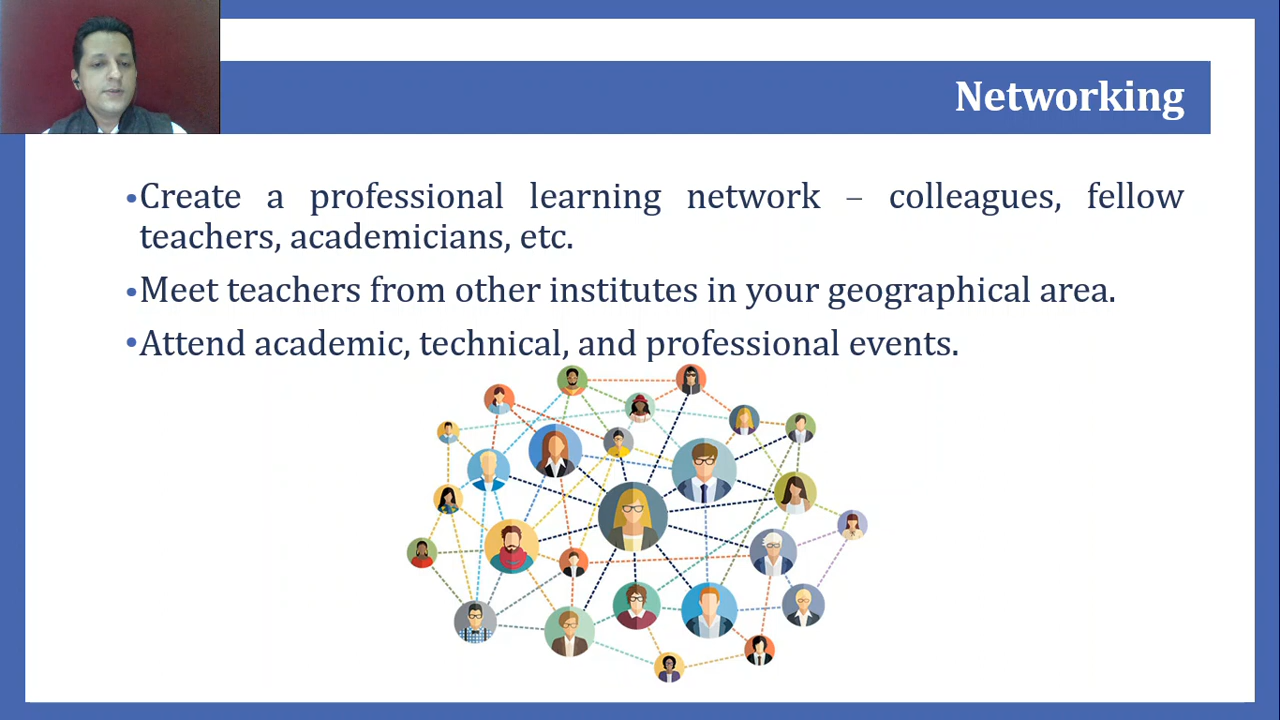 Networking
•Create a professional learning network – colleagues, fellow
teachers, academicians, etc.
•Meet teachers from other institutes in your geographical area.
•Attend academic, technical, and professional events.